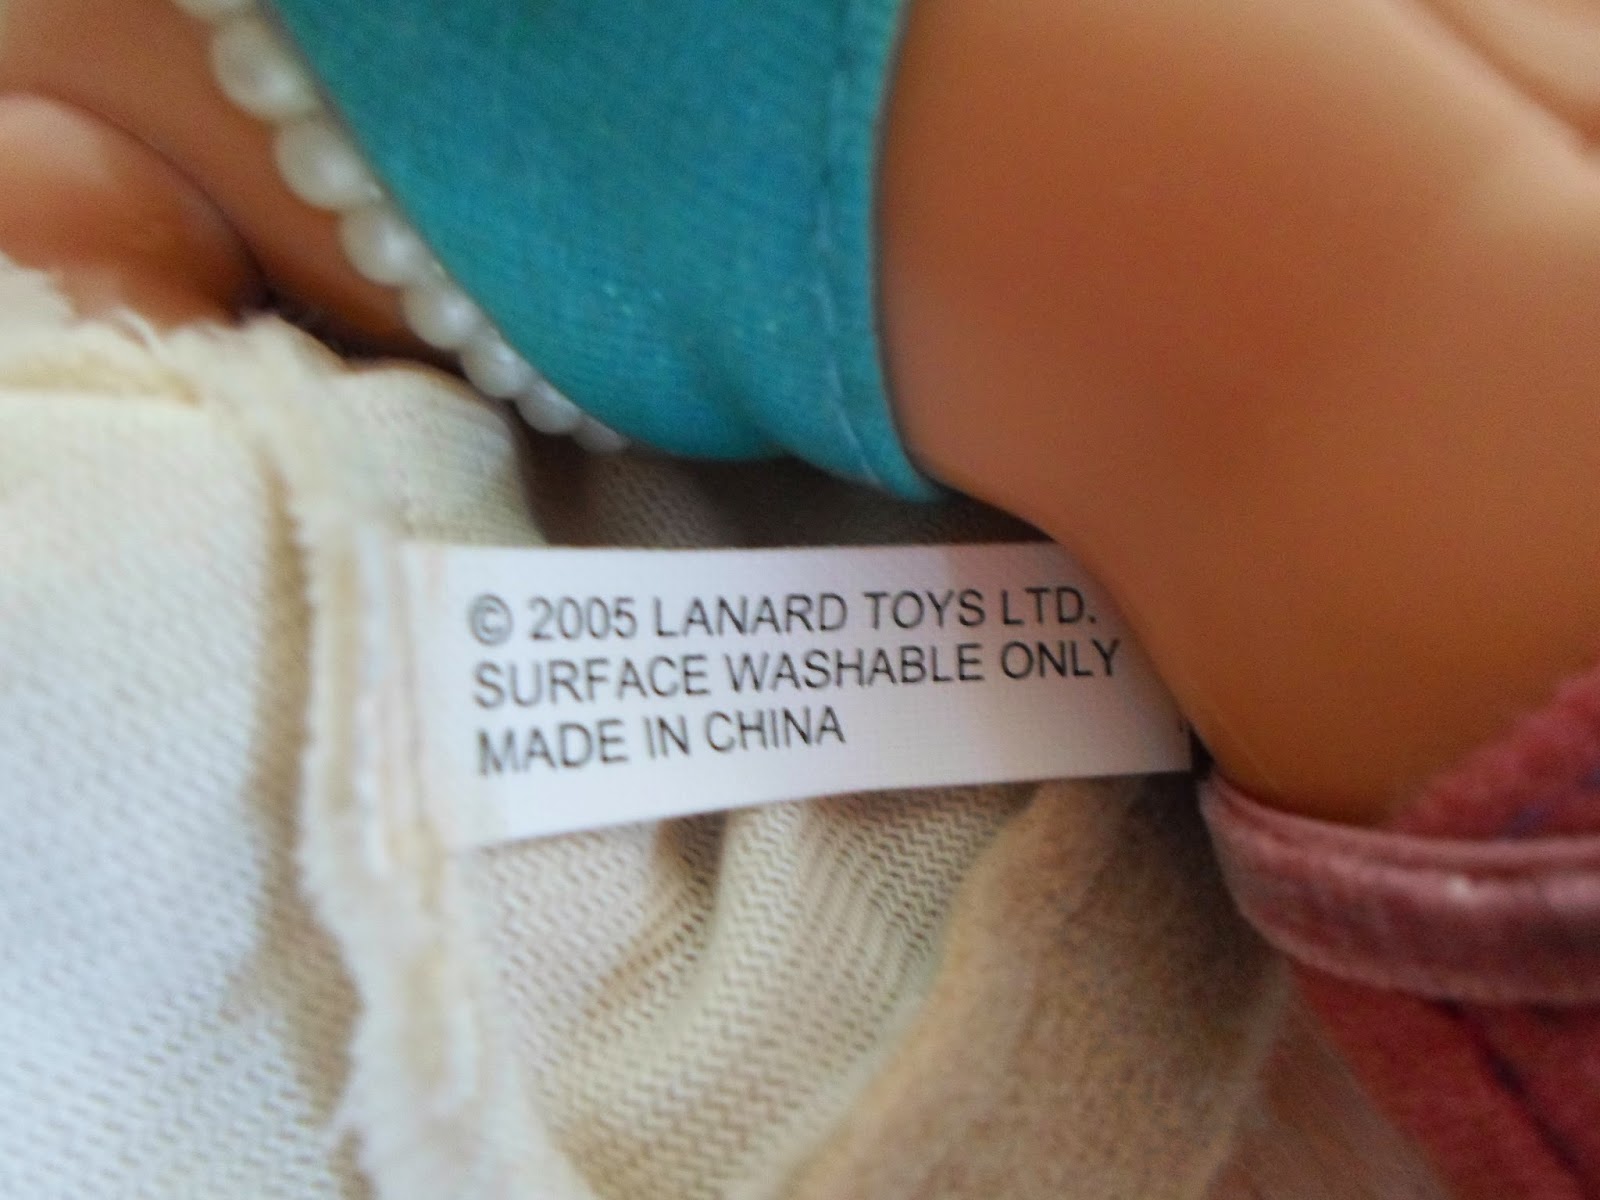 © 2005 LANARD TOYS LTD.
SURFACE WASHABLE ONLY
MADE IN CHINA